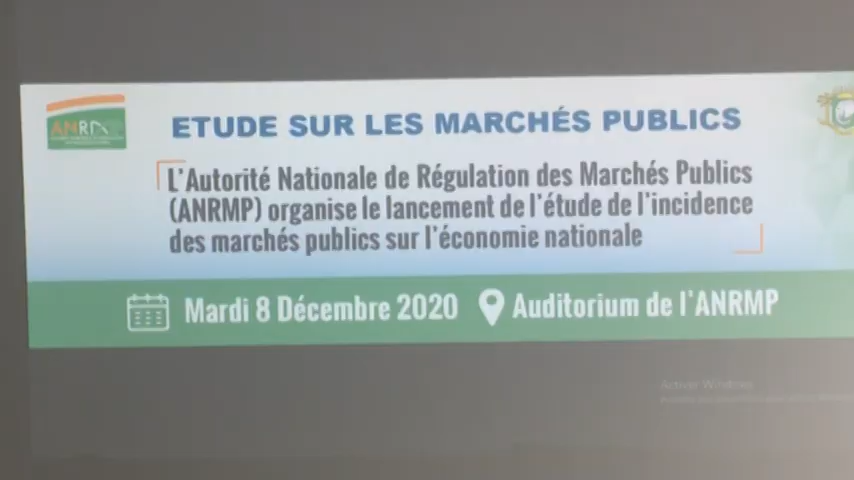 ANRM
ETUDE SUR LES MARCHÉS PUBLICS
L'Autorité Nationale de Régulation des Marchés Publics
(ANRMP) organise le lancement de l'étude de l'incidence
des marchés publics sur l'économie nationale
Mardi 8 Décembre 2020 Auditorium de l'ANRMP
Activer Windows